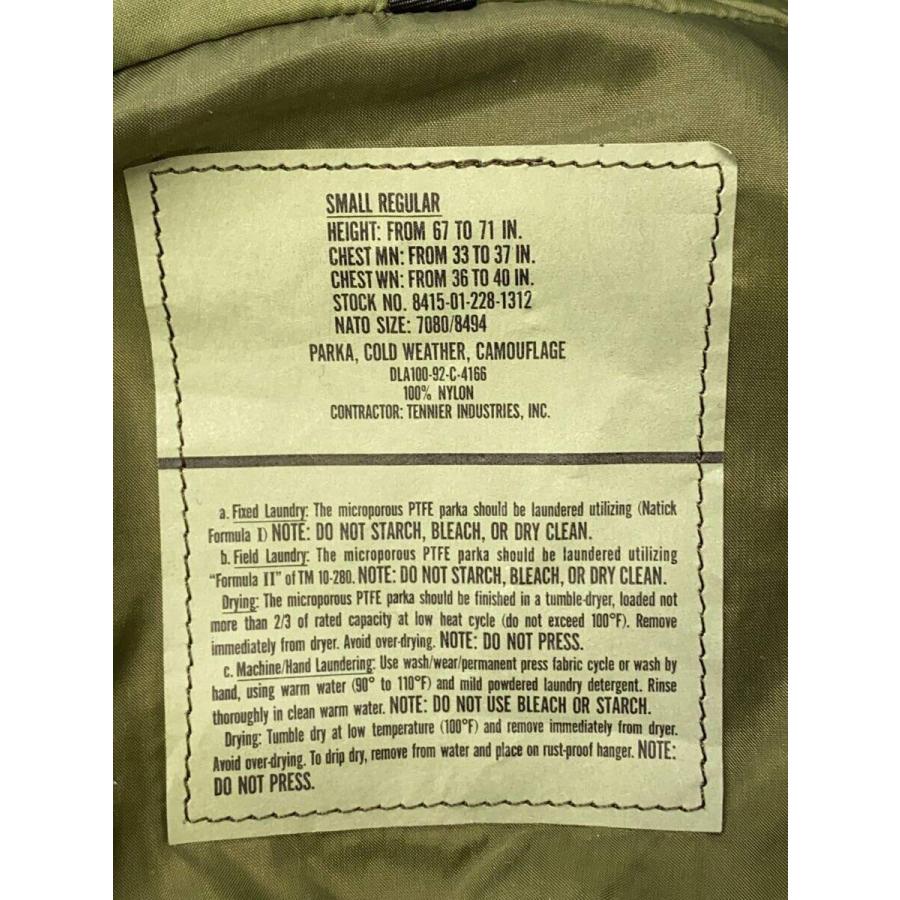 SMALL REGULAR
HEIGHT: FROM 67 TO 71 IN.
CHEST MN: FROM 33 TO 37 IN.
CHEST WN: FROM 36 TO 40 IN.
STOCK NO. 8415-01-228-1312
NATO SIZE: 7080/8494
PARKA, COLD WEATHER, CAMOUFLAGE
DLA100-92-C-4166
100% NYLON
CONTRACTOR: TENNIER INDUSTRIES, INC.
a. Fixed Laundry: The microporous PTFE parka should be laundered utilizing (Natick
Formula I) NOTE: DO NOT STARCH, BLEACH, OR DRY CLEAN.
b. Field Laundry: The microporous PTFE parka should be laundered utilizing
"Formula II" of TM 10-280. NOTE: DO NOT STARCH, BLEACH, OR DRY CLEAN.
Drying: The microporous PTFE parka should be finished in a tumble-dryer, loaded not
more than 2/3 of rated capacity at low heat cycle (do not exceed 100°F). Remove
immediately from dryer. Avoid over-drying. NOTE: DO NOT PRESS.
c. Machine/Hand Laundering: Use wash/wear/permanent press fabric cycle or wash by
hand, using warm water (90° to 110°F) and mild powdered laundry detergent. Rinse
thoroughly in clean warm water. NOTE: DO NOT USE BLEACH OR STARCH.
Drying: Tumble dry at low temperature (100°F) and remove immediately from dryer.
Avoid over-drying. To drip dry, remove from water and place on rust-proof hanger. NOTE:
DO NOT PRESS.